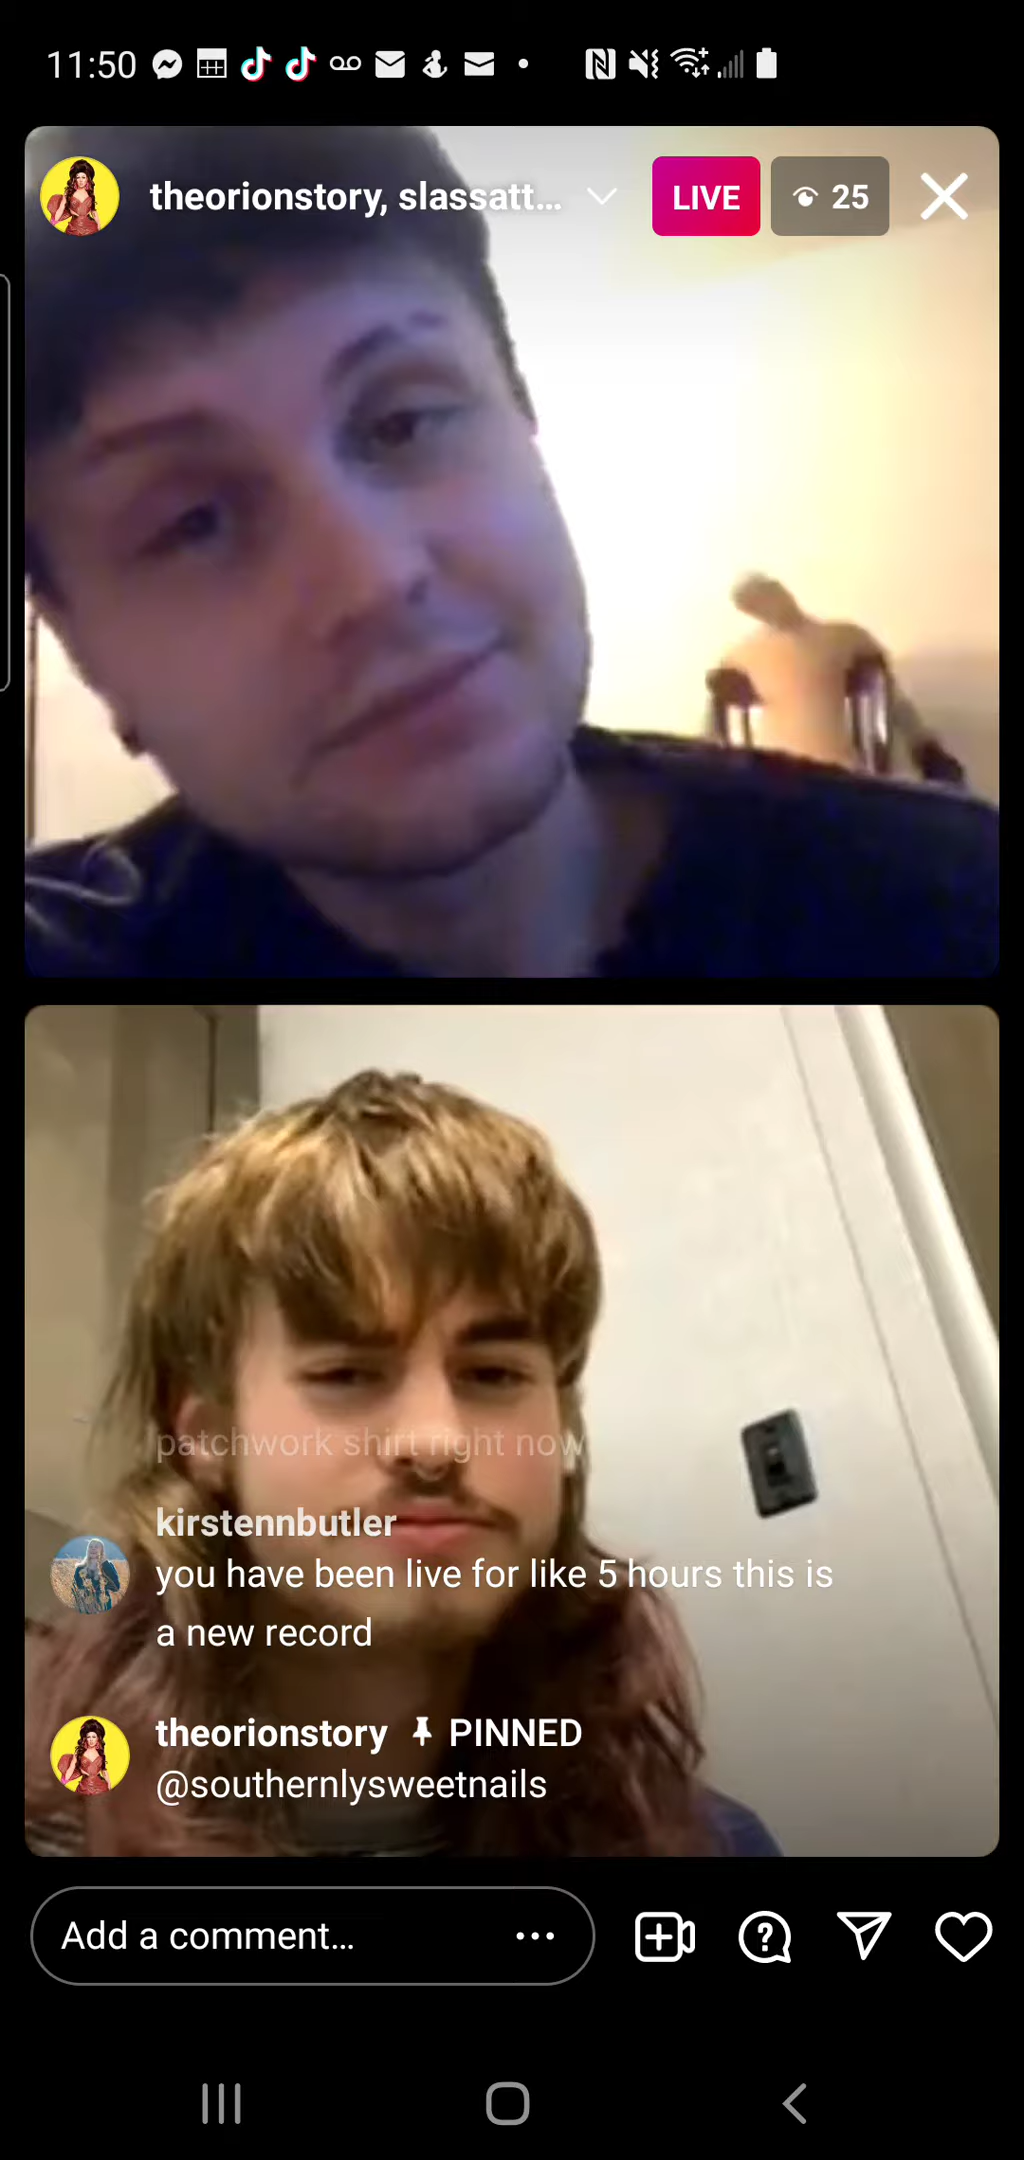 11:50
theorionstory, slassatt...
LIVE
25
patchwork shirt right now
kirstennbutler
you have been live for like 5 hours this is
a new record
theorionstory PINNED
@southernlysweetnails
Add a comment...